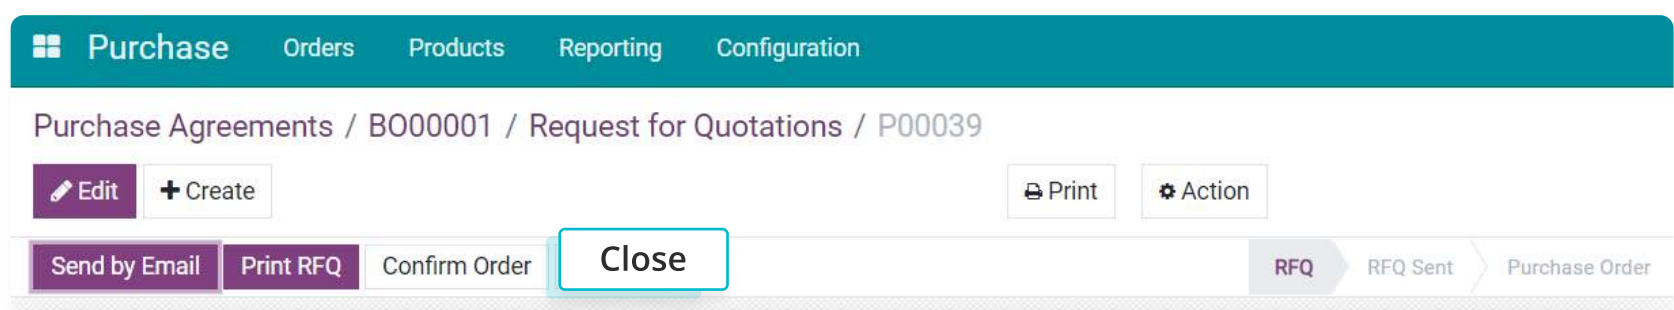 Purchase Orders Products Reporting Configuration
Purchase Agreements / BO00001 / Request for Quotations / P00039
Edit + Create Print Action
Send by Email Print RFQ Confirm Order Close RFQ RFQ Sent Purchase Order